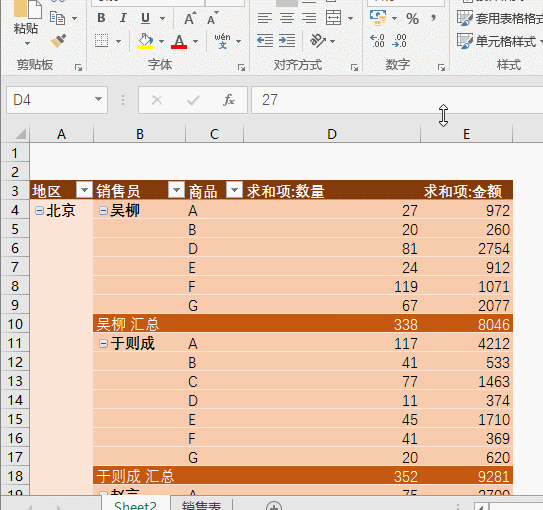 粘贴
B I U A A
套用表格格式
A wén 文
单元格样式
剪贴板 字体 对齐方式 数字 样式
D4 fx 27
A B C D E
1
2
3 地区 销售员 商品 求和项:数量 求和项:金额
4 北京 吴柳 A 27 972
5 B 20 260
6 D 81 2754
7 E 24 912
8 F 119 1071
9 G 67 2077
10 吴柳 汇总 338 8046
11 于则成 A 117 4212
12 B 41 533
13 C 77 1463
14 D 11 374
15 E 45 1710
16 F 41 369
17 G 20 620
18 于则成 汇总 352 9281
Sheet2 销售表